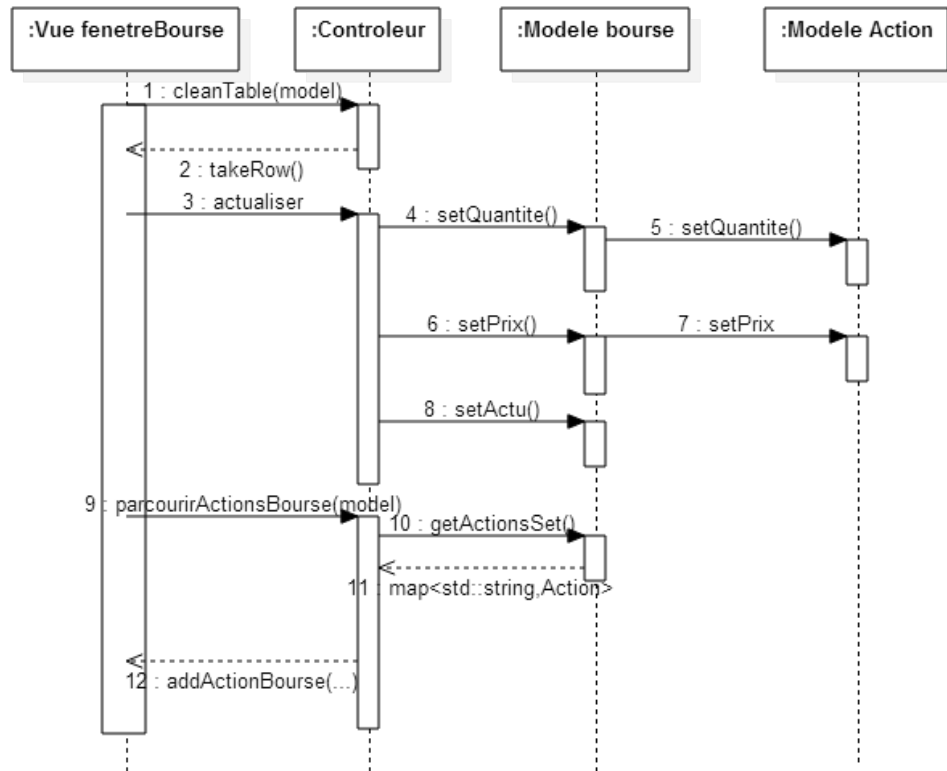 :Vue fenetreBourse
:Controleur
:Modele bourse
:Modele Action
1 : cleanTable(model)
2 : takeRow()
3 : actualiser
4 : setQuantite()
5 : setQuantite()
6 : setPrix()
7 : setPrix
8 : setActu()
9 : parcourirActionsBourse(model)
10 : getActionsSet()
11 : map<std::string,Action>
12 : addActionBourse(...)